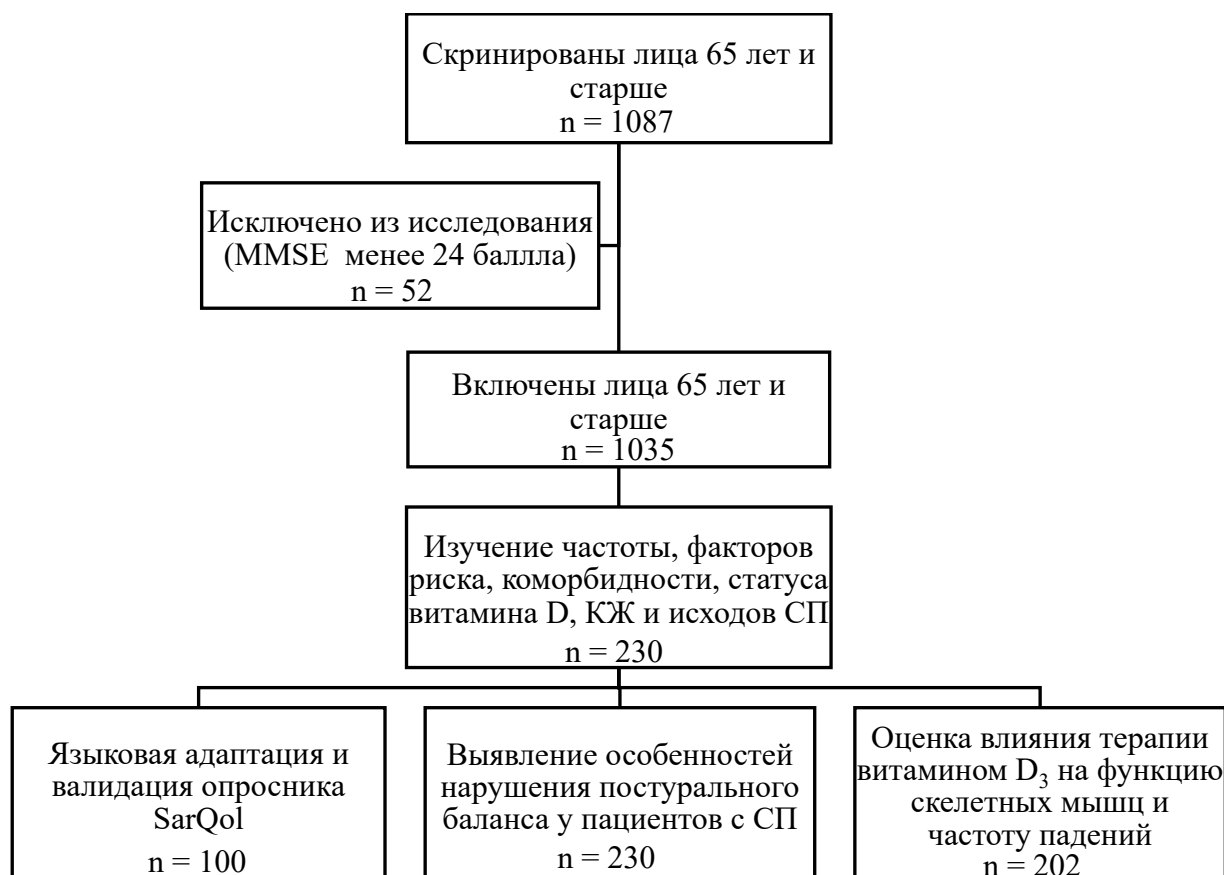 Скринированы лица 65 лет и
старше
n = 1087
Исключено из исследования
(MMSE менее 24 баллла)
n = 52
Включены лица 65 лет и
старше
n = 1035
Изучение частоты, факторов
риска, коморбидности, статуса
витамина D, КЖ и исходов СП
n = 230
Языковая адаптация и
валидация опросника
SarQol
n = 100
Выявление особенностей
нарушения постурального
баланса у пациентов с СП
n = 230
Оценка влияния терапии
витамином D₃ на функцию
скелетных мышц и
частоту падений
n = 202